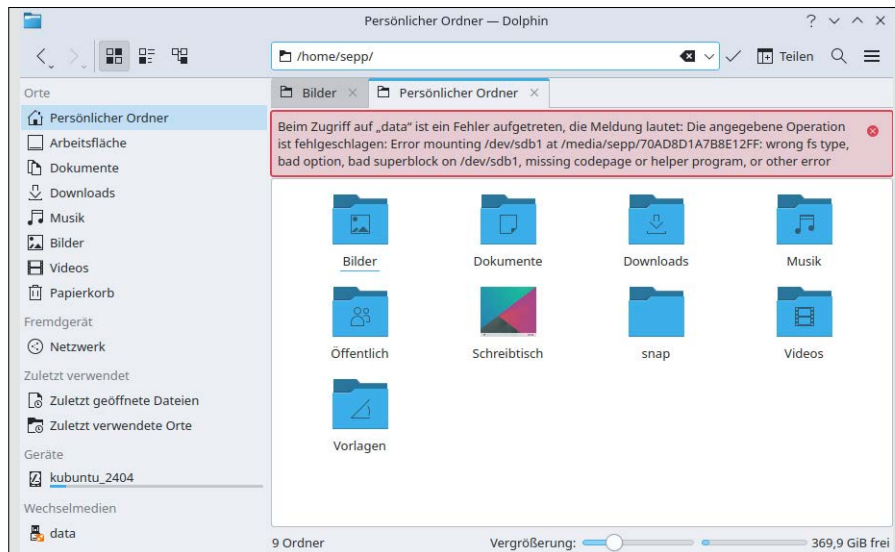 Persönlicher Ordner — Dolphin
/home/sepp/
Teilen
Orte
Persönlicher Ordner
Arbeitsfläche
Dokumente
Downloads
Musik
Bilder
Videos
Papierkorb
Fremdgerät
Netzwerk
Zuletzt verwendet
Zuletzt geöffnete Dateien
Zuletzt verwendete Orte
Geräte
kubuntu_2404
Wechselmedien
data
Bilder
Persönlicher Ordner
Beim Zugriff auf „data“ ist ein Fehler aufgetreten, die Meldung lautet: Die angegebene Operation
ist fehlgeschlagen: Error mounting /dev/sdb1 at /media/sepp/70AD8D1A7B8E12FF: wrong fs type,
bad option, bad superblock on /dev/sdb1, missing codepage or helper program, or other error
Bilder
Dokumente
Downloads
Musik
Öffentlich
Schreibtisch
snap
Videos
Vorlagen
9 Ordner
Vergrößerung:
369,9 GiB frei